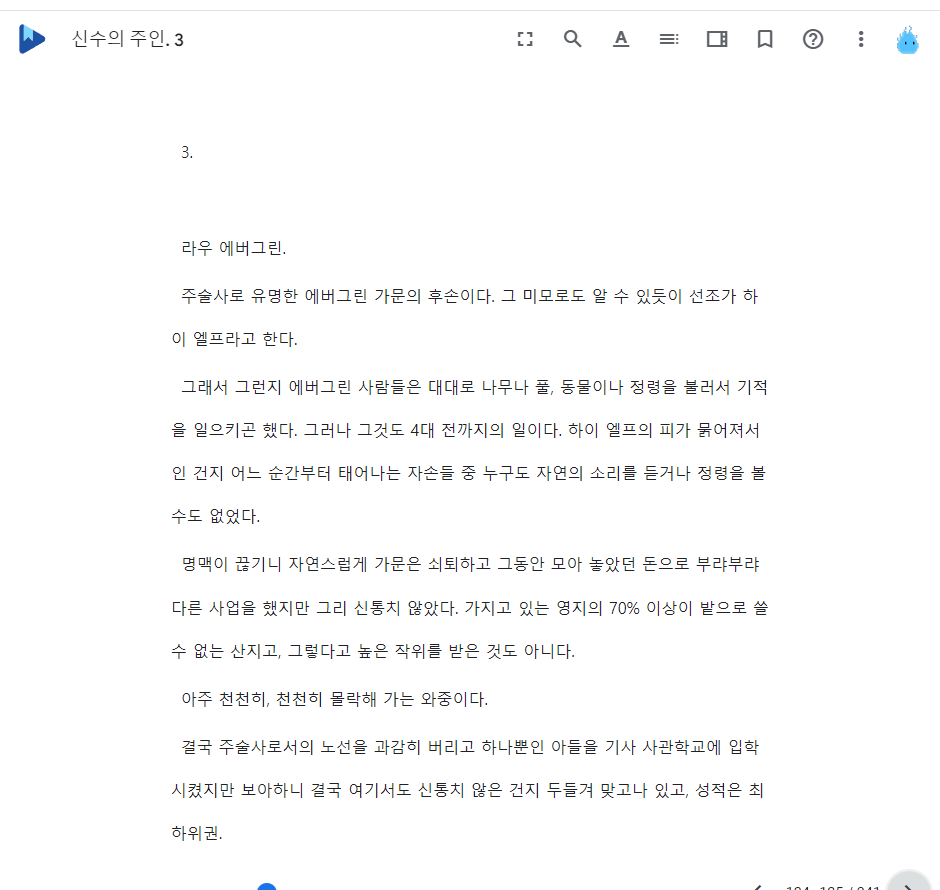 신수의 주인. 3
3.
라우 에버그린.
주술사로 유명한 에버그린 가문의 후손이다. 그 미모로도 알 수 있듯이 선조가 하
이 엘프라고 한다.
그래서 그런지 에버그린 사람들은 대대로 나무나 풀, 동물이나 정령을 불러서 기적
을 일으키곤 했다. 그러나 그것도 4대 전까지의 일이다. 하이 엘프의 피가 묽어져서
인 건지 어느 순간부터 태어나는 자손들 중 누구도 자연의 소리를 듣거나 정령을 볼
수도 없었다.
명맥이 끊기니 자연스럽게 가문은 쇠퇴하고 그동안 모아 놓았던 돈으로 부랴부랴
다른 사업을 했지만 그리 신통치 않았다. 가지고 있는 영지의 70% 이상이 밭으로 쓸
수 없는 산지고, 그렇다고 높은 작위를 받은 것도 아니다.
아주 천천히, 천천히 몰락해 가는 와중이다.
결국 주술사로서의 노선을 과감히 버리고 하나뿐인 아들을 기사 사관학교에 입학
시켰지만 보아하니 결국 여기서도 신통치 않은 건지 두들겨 맞고나 있고, 성적은 최
하위권.